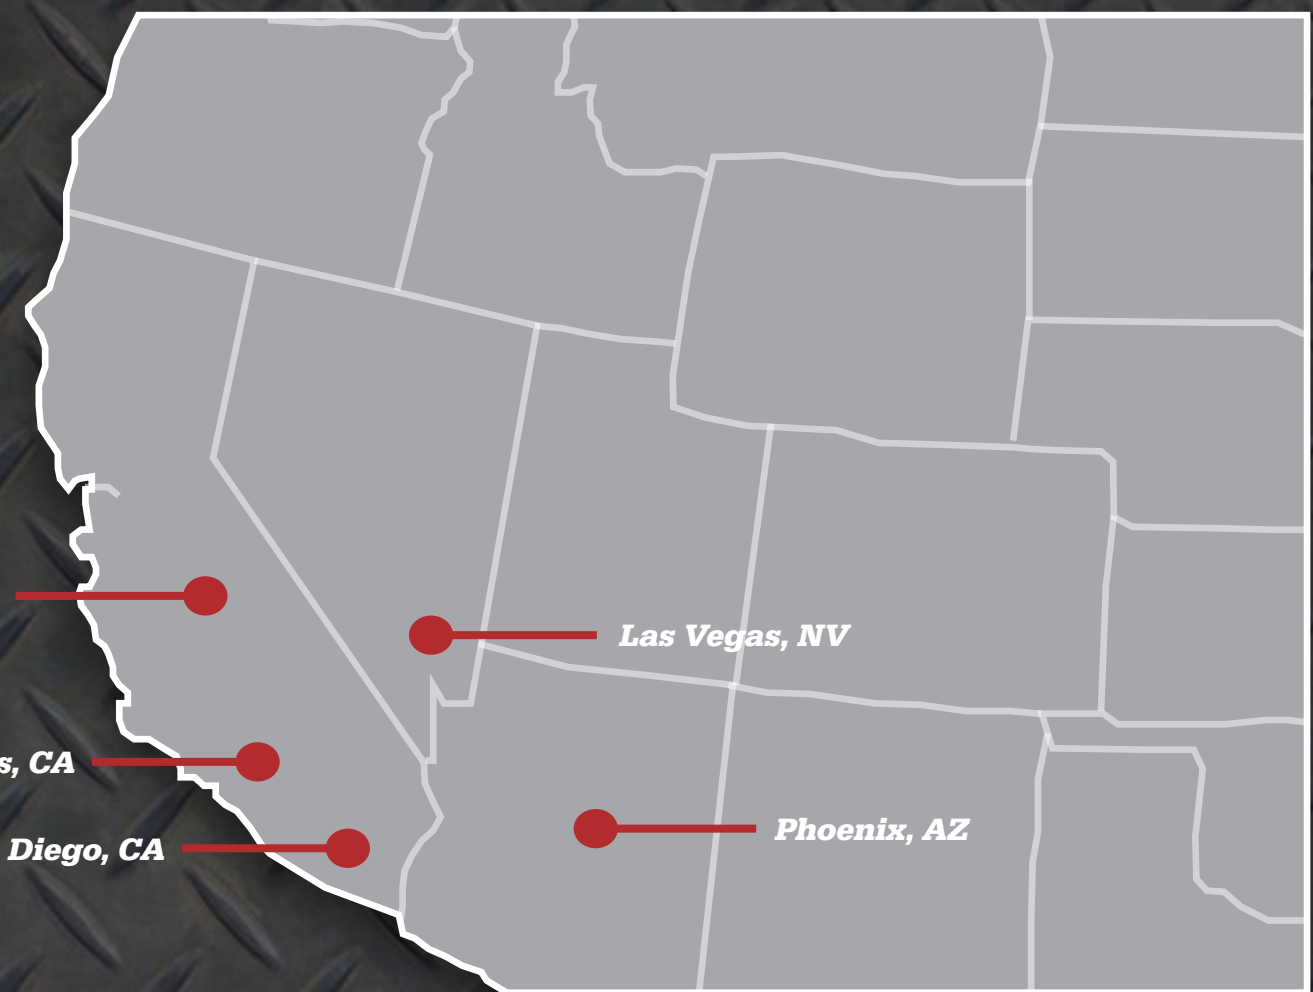 Las Vegas, NV
s, CA
Phoenix, AZ
Diego, CA